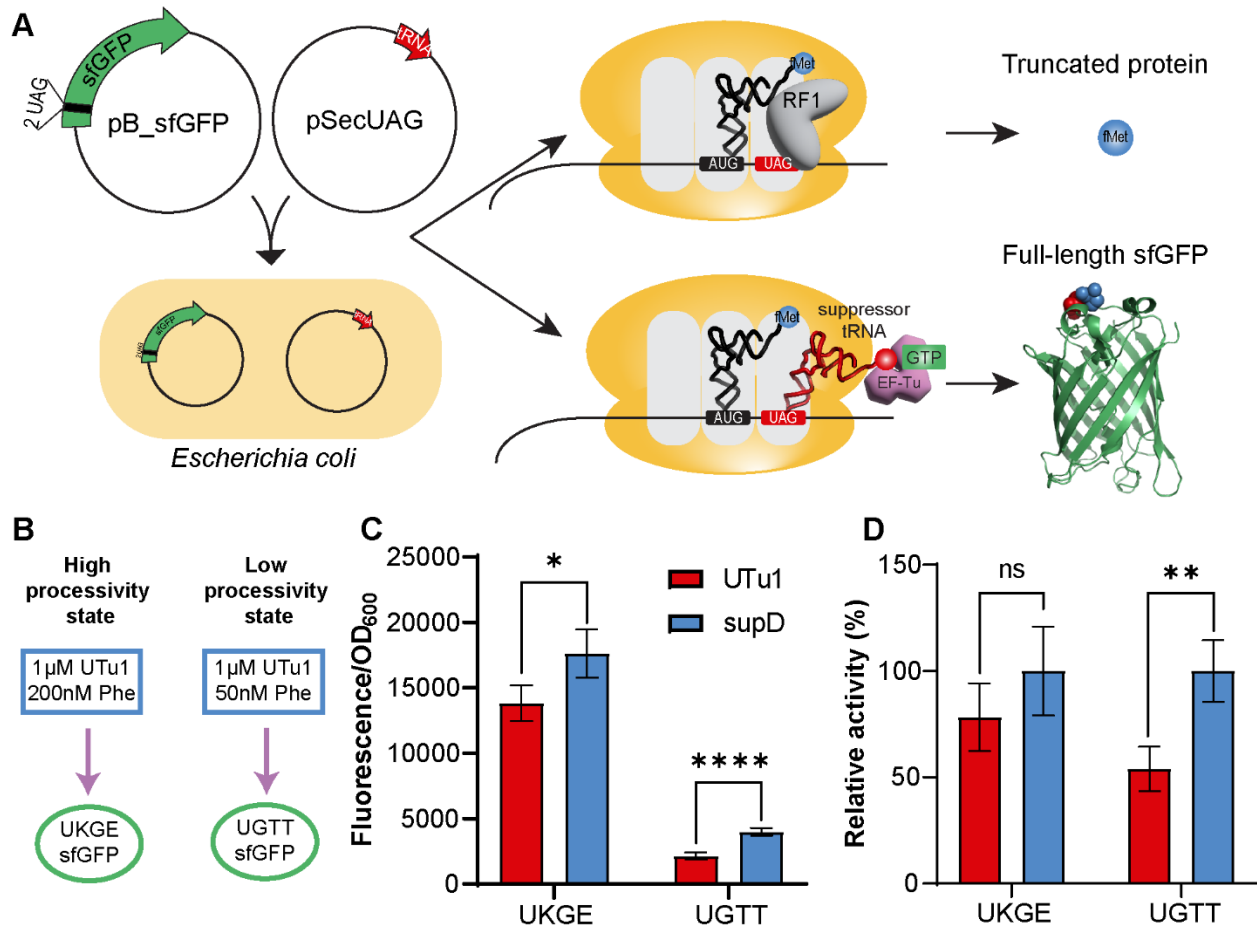 A
2 UAG
sfGFP
pB_sfGFP
tRNA
pSecUAG
fMet
RF1
AUG
UAG
Truncated protein
fMet
2UAG
sfGFP
tRNA
Escherichia coli
suppressor
tRNA
fMet
GTP
EF-Tu
AUG
UAG
Full-length sfGFP
B
High
processivity
state
1µM UTu1
200nM Phe
UKGE
sfGFP
Low
processivity
state
1µM UTu1
50nM Phe
UGTT
sfGFP
C
Fluorescence/OD600
25000
20000
15000
10000
5000
0
*
****
UTu1
supD
UKGE
UGTT
D
Relative activity (%)
150
100
50
0
ns
**
UKGE
UGTT